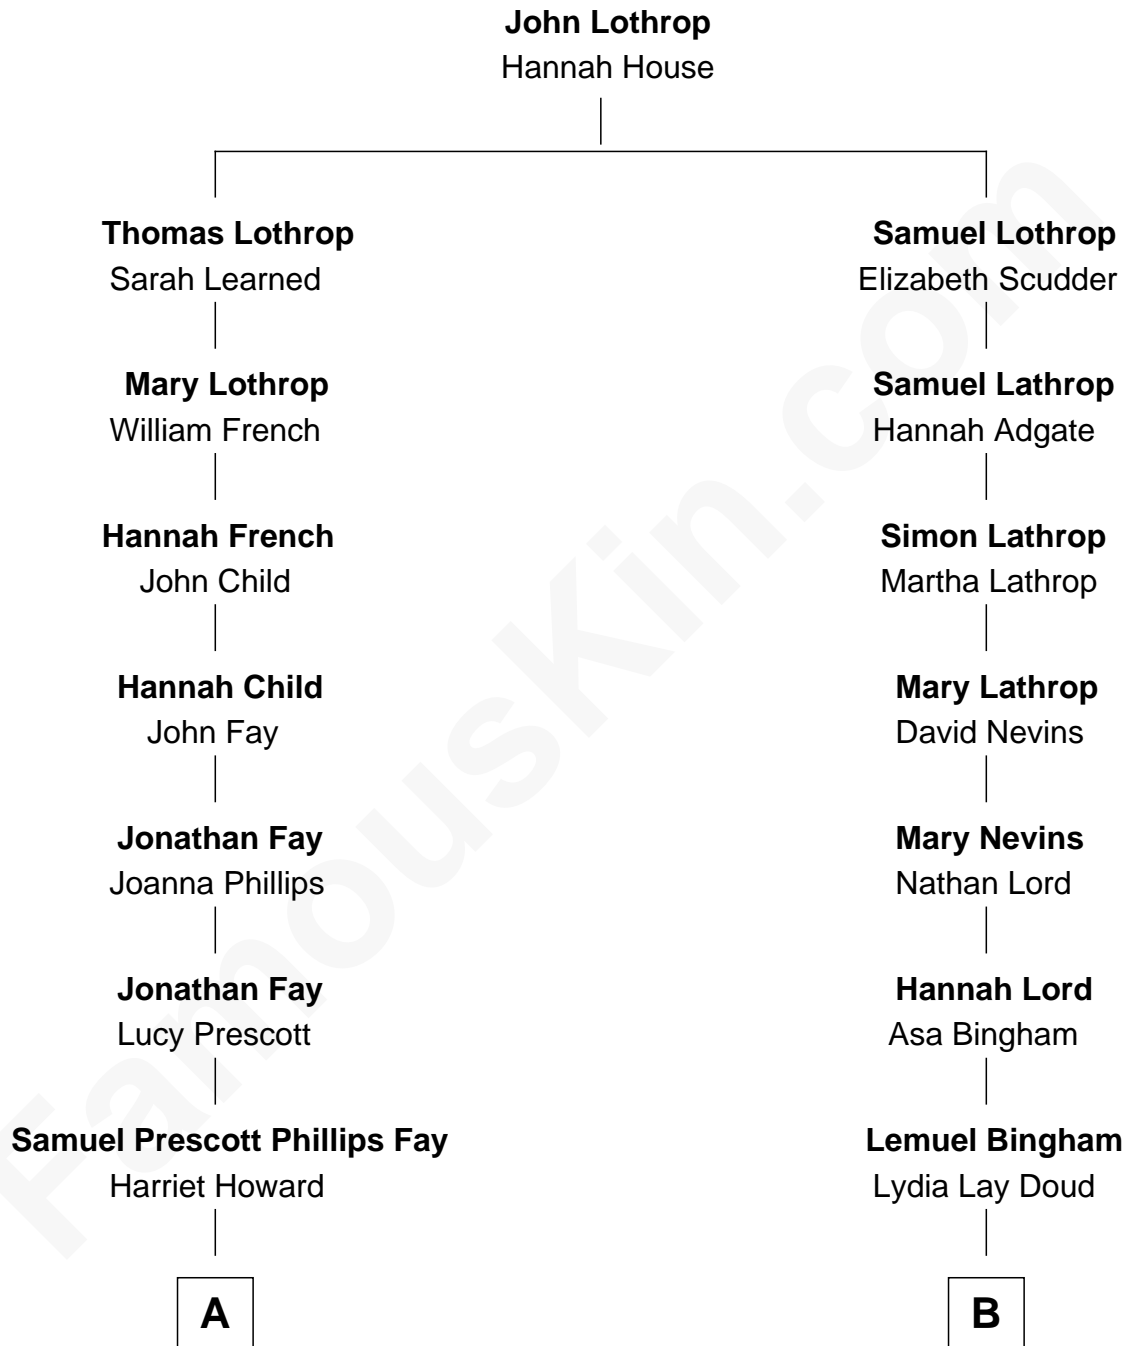 John Lothrop
Hannah House
Thomas Lothrop
Sarah Learned
Samuel Lothrop
Elizabeth Scudder
Mary Lothrop
William French
Samuel Lathrop
Hannah Adgate
Hannah French
John Child
Simon Lathrop
Martha Lathrop
Hannah Child
John Fay
Mary Lathrop
David Nevins
Jonathan Fay
Joanna Phillips
Mary Nevins
Nathan Lord
Jonathan Fay
Lucy Prescott
Hannah Lord
Asa Bingham
Samuel Prescott Phillips Fay
Harriet Howard
Lemuel Bingham
Lydia Lay Doud
A
B
FamousKin.com